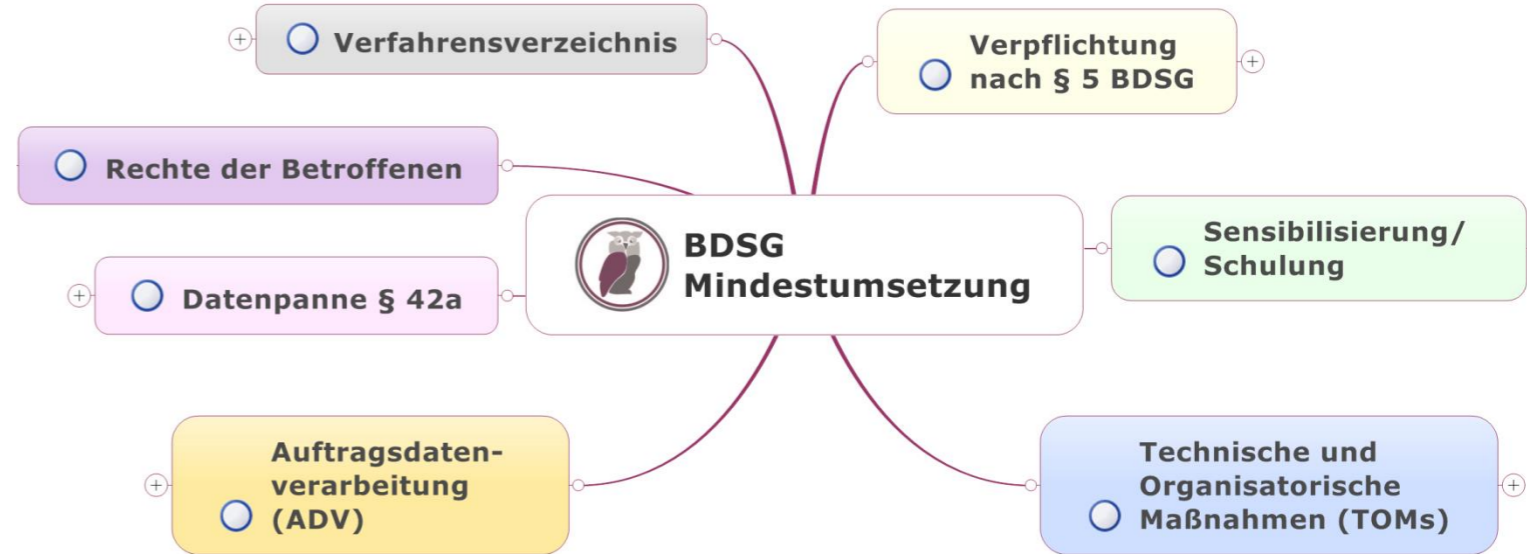 Verfahrensverzeichnis
Verpflichtung
nach § 5 BDSG
Rechte der Betroffenen
BDSG
Mindestumsetzung
Sensibilisierung/
Schulung
Datenpanne § 42a
Auftragsdaten-
verarbeitung
(ADV)
Technische und
Organisatorische
Maßnahmen (TOMs)